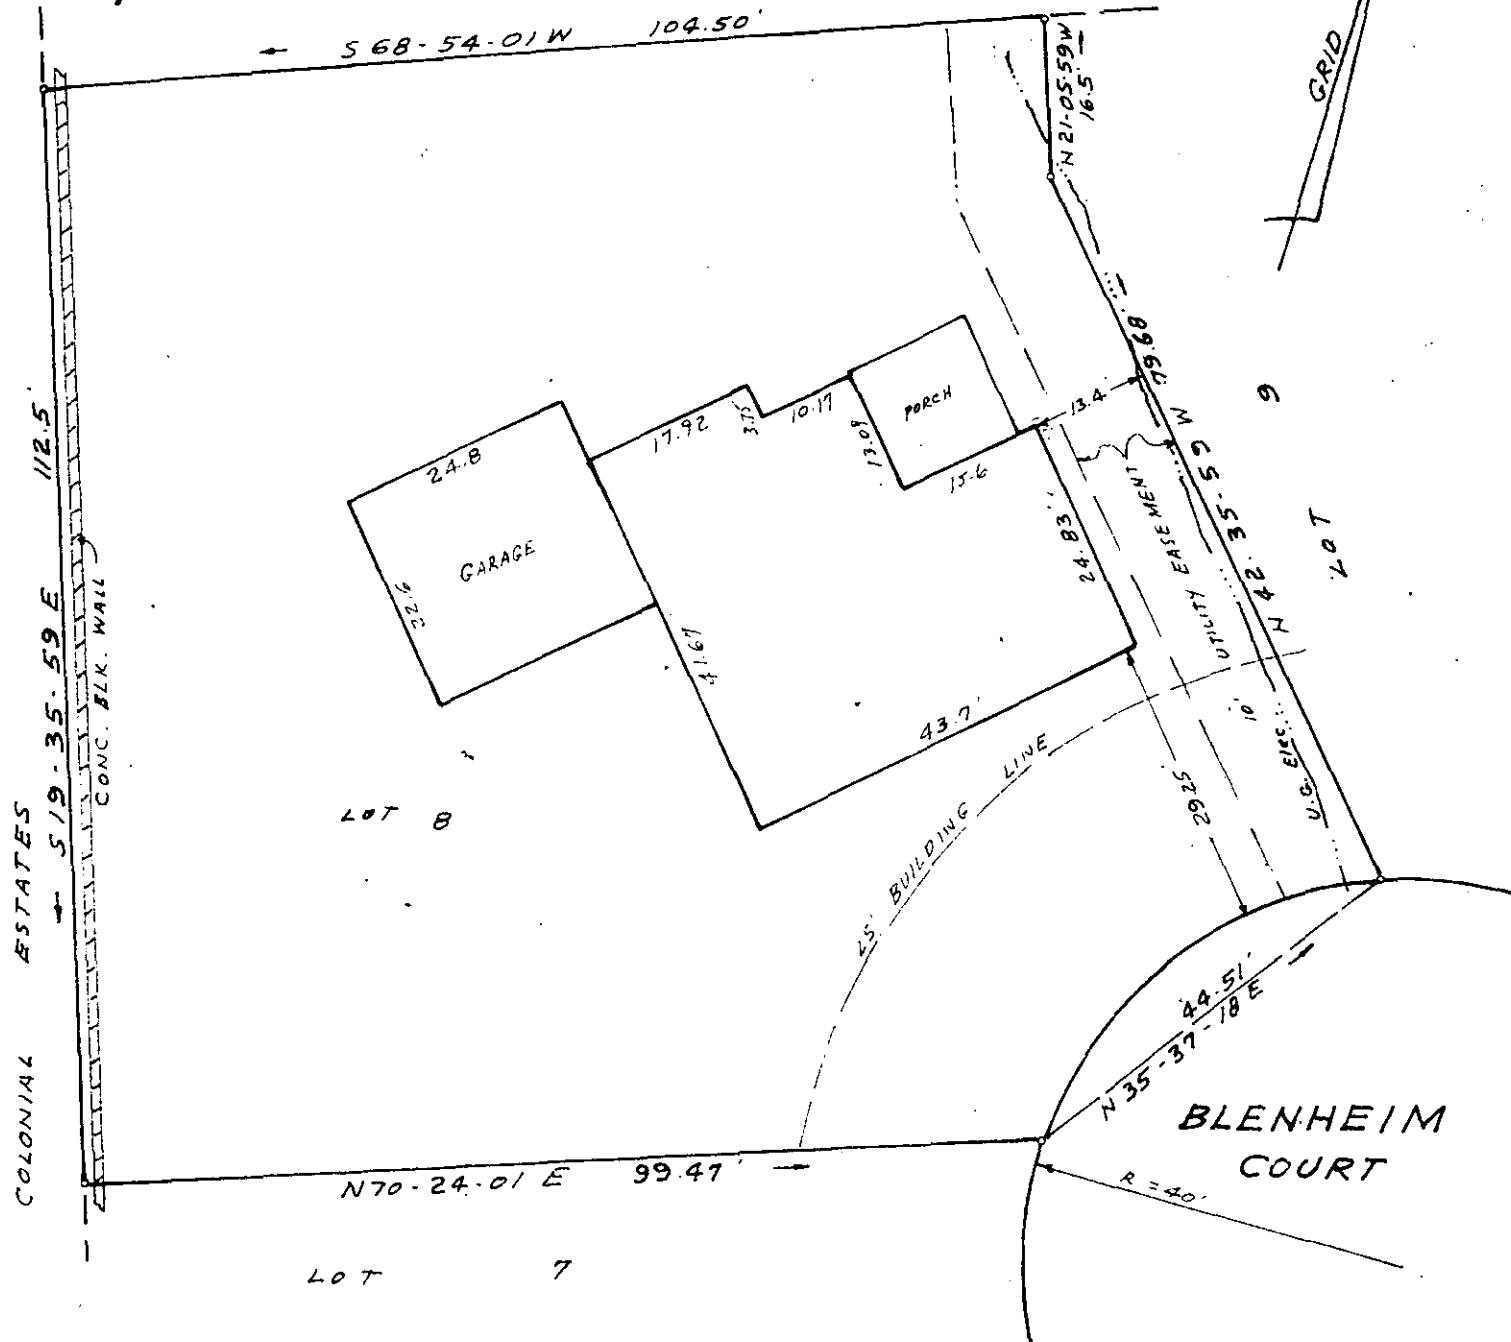 S 68-54-01 W 104.50'
N 21-05-59 W
16.5'
GRID
112.5'
S 19-35-59 E
CONC. BLK. WALL
COLONIAL ESTATES
24.8
GARAGE
22.6
17.92
3.75
10.17
PORCH
13.09
15.6
13.4
79.68'
N 42-35-59 W
LOT 9
24.83'
UTILITY EASEMENT
10'
U.G. Elec.
41.67
43.7'
29.25
25' BUILDING LINE
LOT 8
44.51'
N 35-37-18 E
BLENHEIM
COURT
R = 40'
N70-24-01 E 99.47'
LOT 7